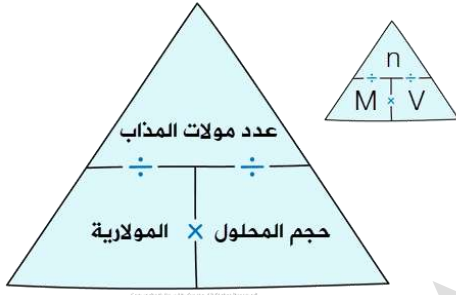 عدد مولات المذاب
÷ ÷
المولارية × حجم المحلول
n
÷ ÷
M × V